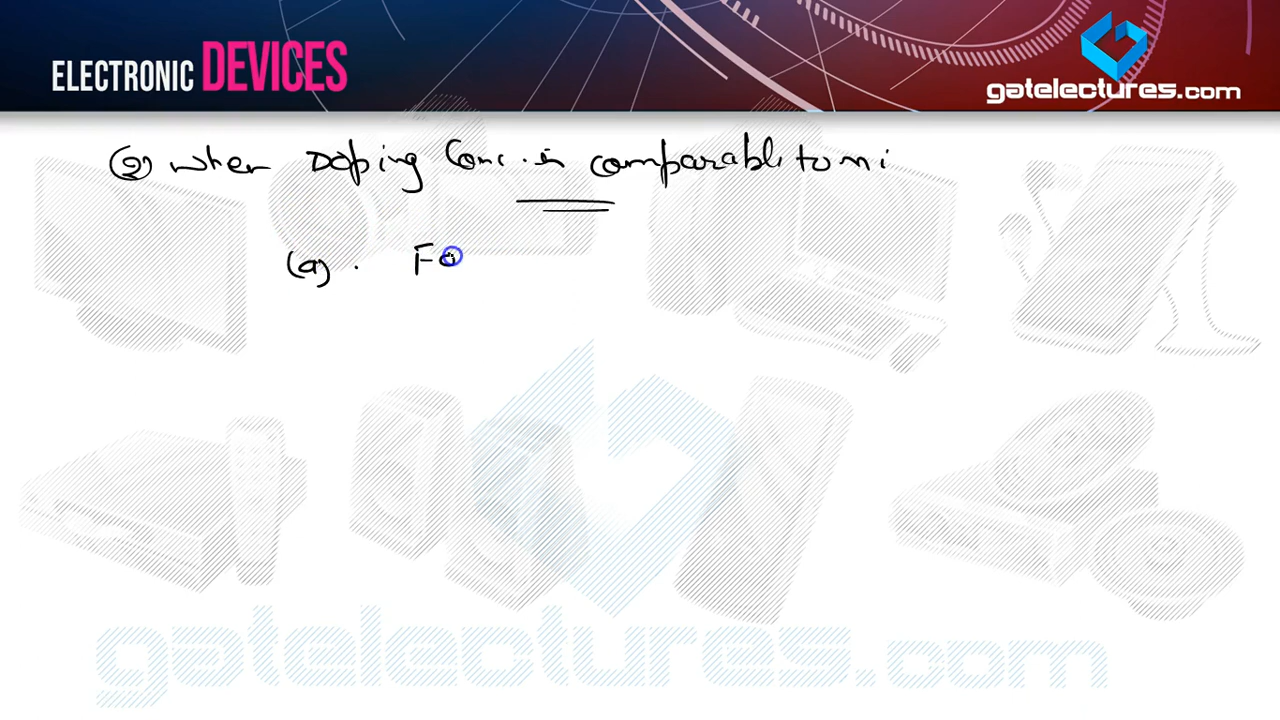 ELECTRONIC DEVICES
gatelectures.com
(2) when Doping Conc. is comparable to ni
(a). Fo
gatelectures.com